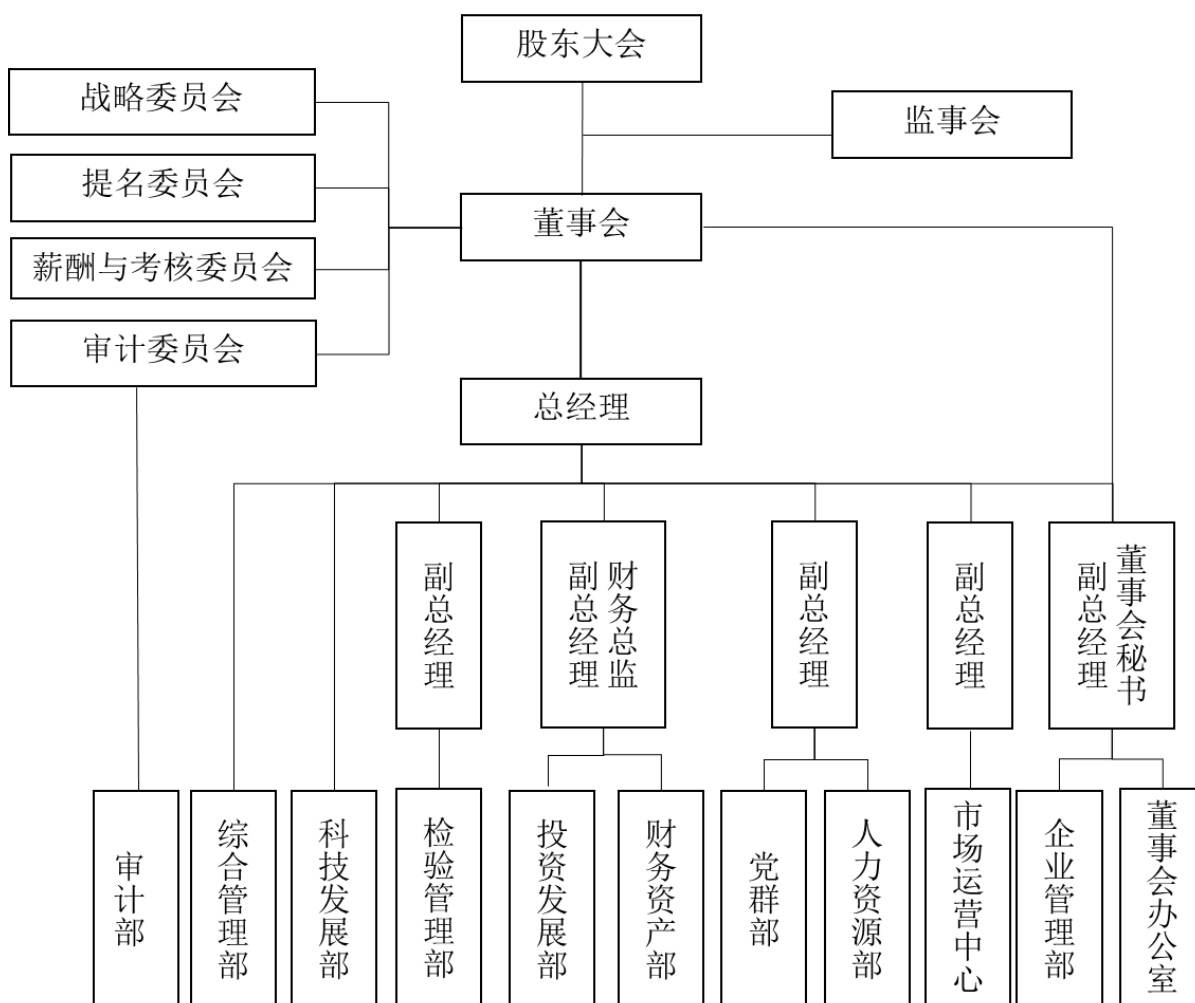 股东大会
战略委员会
监事会
提名委员会
董事会
薪酬与考核委员会
审计委员会
总经理
副总经理
财务总监
副总经理
副总经理
副总经理
董事会秘书
副总经理
审计部
综合管理部
科技发展部
检验管理部
投资发展部
财务资产部
党群部
人力资源部
市场运营中心
企业管理部
董事会办公室